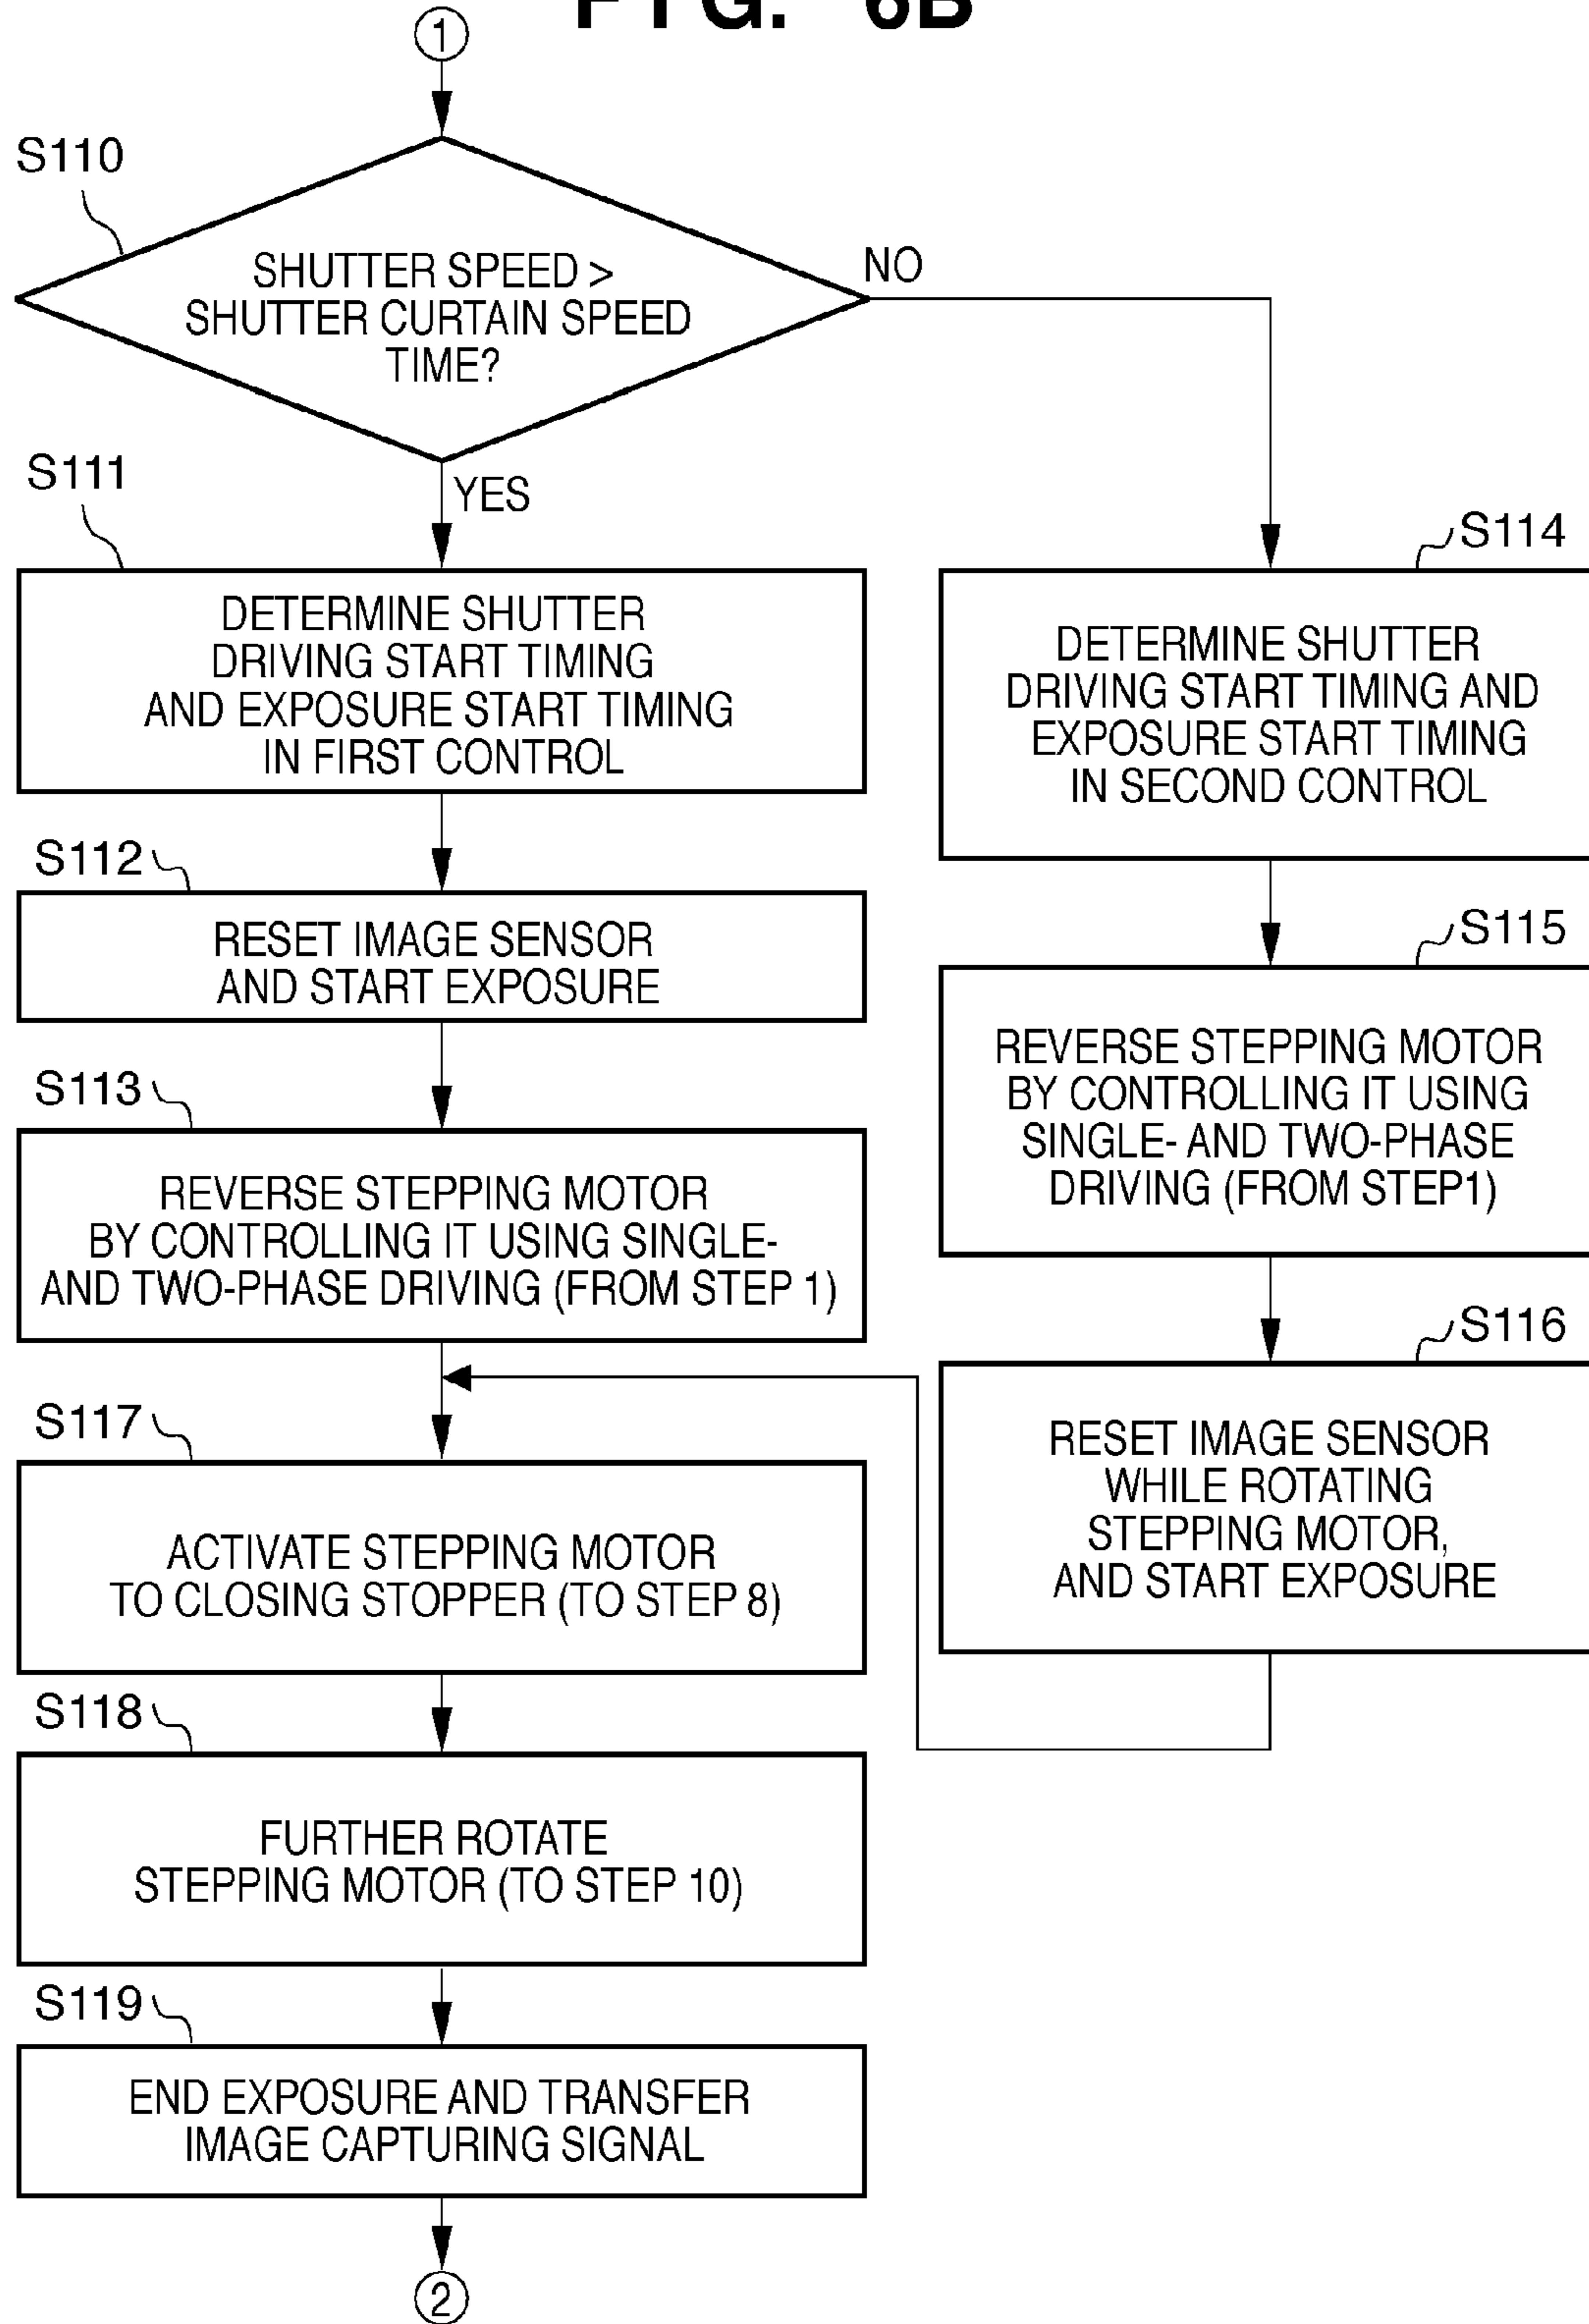 FIG. 6B
1
S110
SHUTTER SPEED >
SHUTTER CURTAIN SPEED
TIME?
NO
YES
S111
DETERMINE SHUTTER
DRIVING START TIMING
AND EXPOSURE START TIMING
IN FIRST CONTROL
S112
RESET IMAGE SENSOR
AND START EXPOSURE
S113
REVERSE STEPPING MOTOR
BY CONTROLLING IT USING SINGLE-
AND TWO-PHASE DRIVING (FROM STEP 1)
S114
DETERMINE SHUTTER
DRIVING START TIMING AND
EXPOSURE START TIMING
IN SECOND CONTROL
S115
REVERSE STEPPING MOTOR
BY CONTROLLING IT USING
SINGLE- AND TWO-PHASE
DRIVING (FROM STEP1)
S116
RESET IMAGE SENSOR
WHILE ROTATING
STEPPING MOTOR,
AND START EXPOSURE
S117
ACTIVATE STEPPING MOTOR
TO CLOSING STOPPER (TO STEP 8)
S118
FURTHER ROTATE
STEPPING MOTOR (TO STEP 10)
S119
END EXPOSURE AND TRANSFER
IMAGE CAPTURING SIGNAL
2